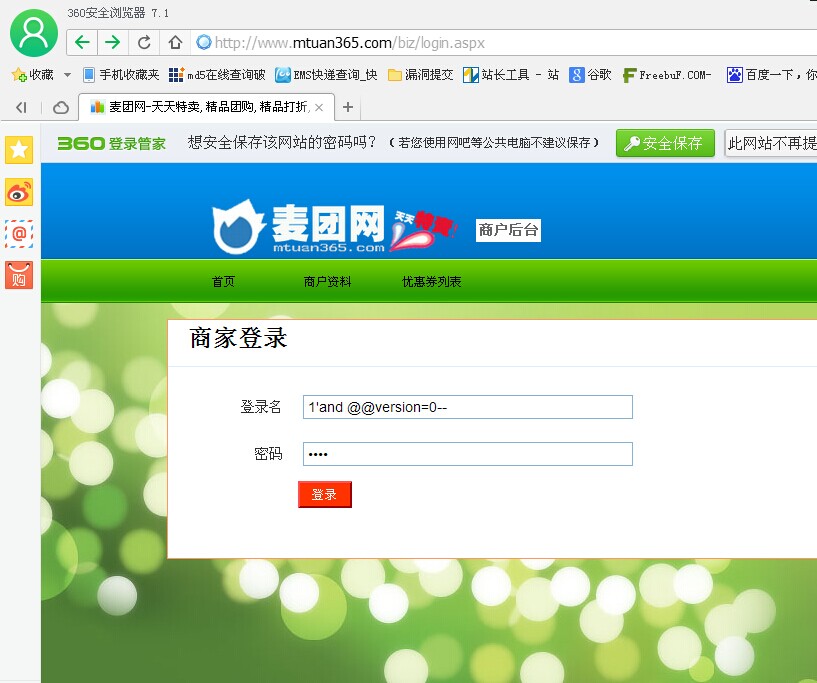 360安全浏览器 7.1
http://www.mtuan365.com/biz/login.aspx
收藏 手机收藏夹 md5在线查询破 EMS快递查询_快 漏洞提交 站长工具 - 站 谷歌 FreebuF.COM- 百度一下，你
麦团网-天天特卖,精品团购,精品打折,
360登录管家 想安全保存该网站的密码吗？（若您使用网吧等公共电脑不建议保存） 安全保存 此网站不再提
麦团网 天天特卖 商户后台
mtuan365.com
首页 商户资料 优惠券列表
商家登录
登录名 1'and @@version=0--
密码 ••••
登录
@
购